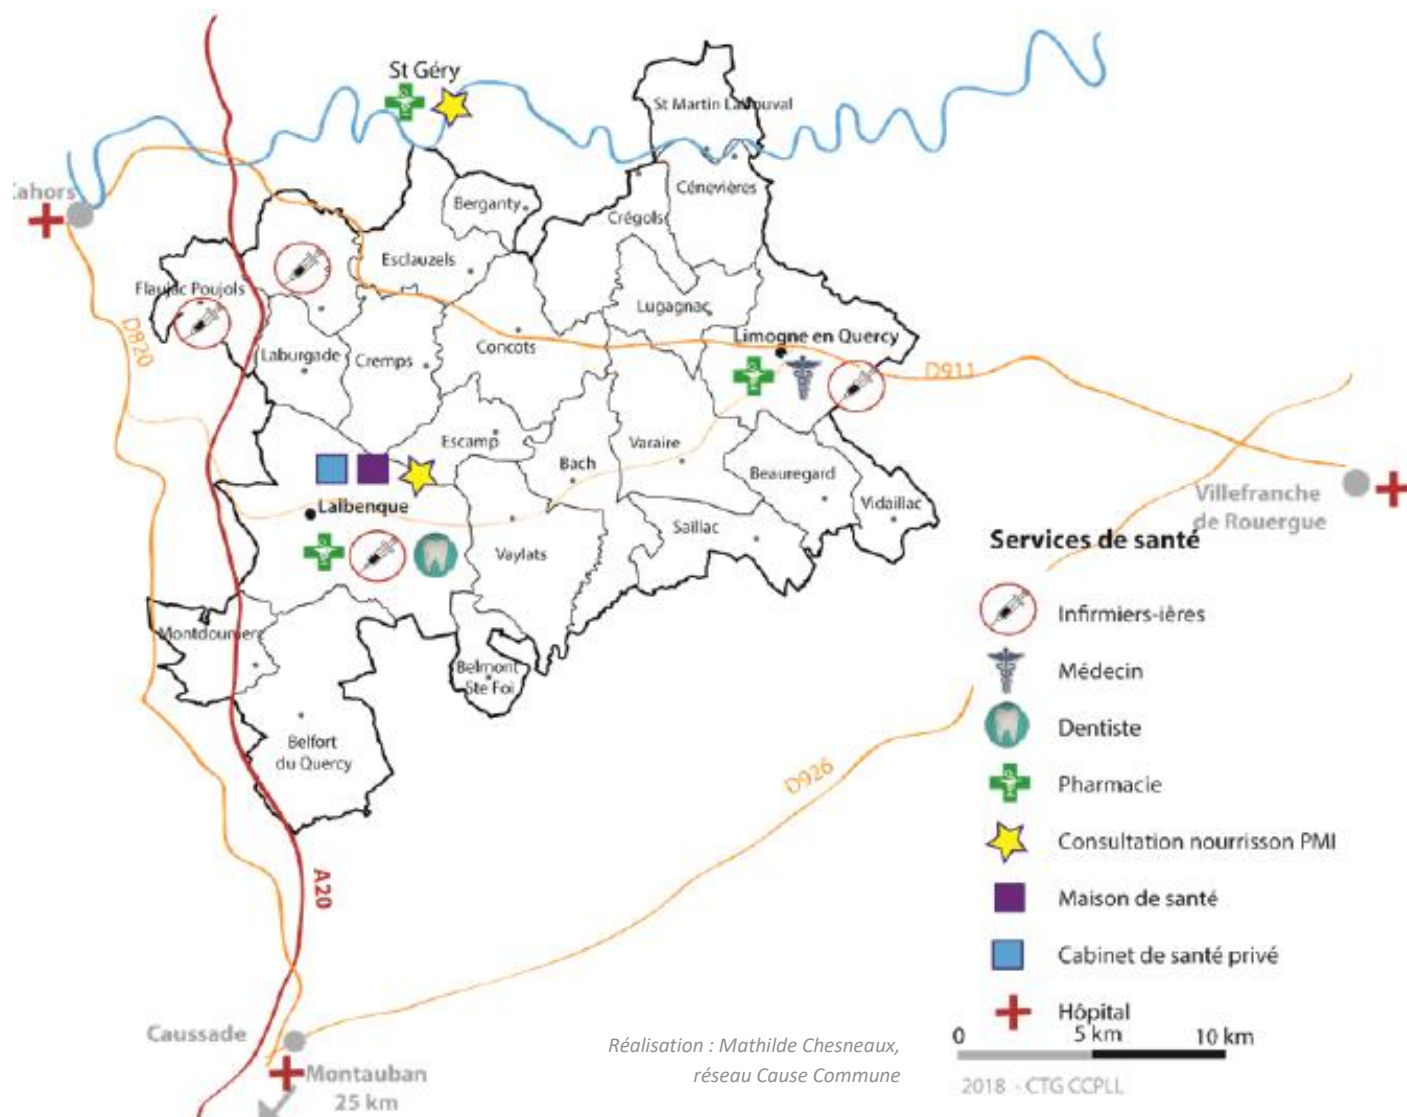 St Géry
St Martin Labouval
Cahors
Cénevières
Berganty
Crégols
Esclauzels
Flaujac Poujols
Lugagnac
D820
Limogne en Quercy
Laburgade
Cremps
Concots
D911
Escamp
Varaire
Bach
Beauregard
Vidaillac
Villefranche
de Rouergue
Lalbenque
Saillac
Vaylats
Services de santé
Infirmiers-ières
Montdoumerc
Belmont
Ste Foi
Médecin
Dentiste
Belfort
du Quercy
D926
Pharmacie
Consultation nourrisson PMI
A20
Maison de santé
Cabinet de santé privé
Hôpital
Caussade
0
5 km
10 km
Réalisation : Mathilde Chesneaux,
réseau Cause Commune
Montauban
25 km
2018 - CTG CCPLL